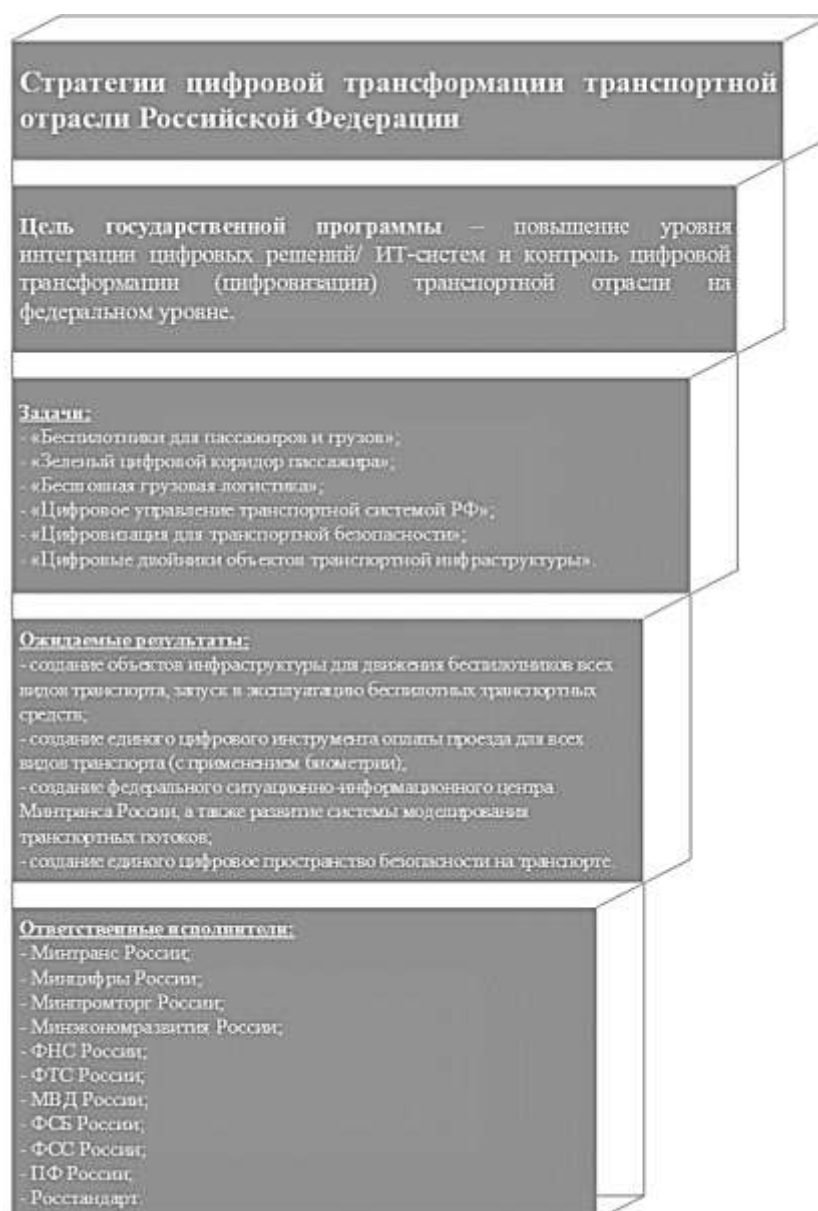 Стратегии цифровой трансформации транспортной
отрасли Российской Федерации
Цель государственной программы – повышение уровня
интеграции цифровых решений/ ИТ-систем и контроль цифровой
трансформации (цифровизации) транспортной отрасли на
федеральном уровне.
Задачи:
- «Беспилотники для пассажиров и грузов»;
- «Зеленый цифровой коридор пассажира»;
- «Бесшовная грузовая логистика»;
- «Цифровое управление транспортной системой РФ»;
- «Цифровизация для транспортной безопасности»;
- «Цифровые двойники объектов транспортной инфраструктуры».
Ожидаемые результаты:
- создание объектов инфраструктуры для движения беспилотников всех
видов транспорта, запуск в эксплуатацию беспилотных транспортных
средств;
- создание единого цифрового инструмента оплаты проезда для всех
видов транспорта (с применением биометрии);
- создание федерального ситуационно-информационного центра
Минтранса России, а также развитие системы моделирования
транспортных потоков;
- создание единого цифровое пространство безопасности на транспорте.
Ответственные исполнители:
- Минтранс России;
- Минцифры России;
- Минпромторг России;
- Минэкономразвития России;
- ФНС России;
- ФТС России;
- МВД России;
- ФСБ России;
- ФСС России;
- ПФ России;
- Росстандарт.